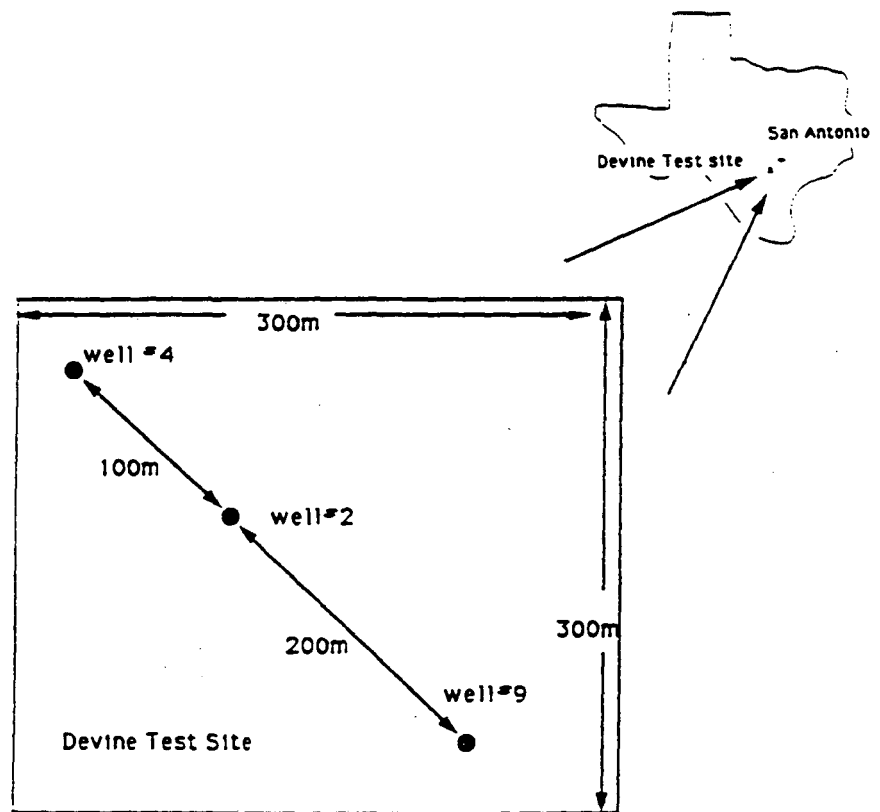 San Antonio
Devine Test site
300m
well #4
100m
well#2
200m
300m
well#9
Devine Test Site